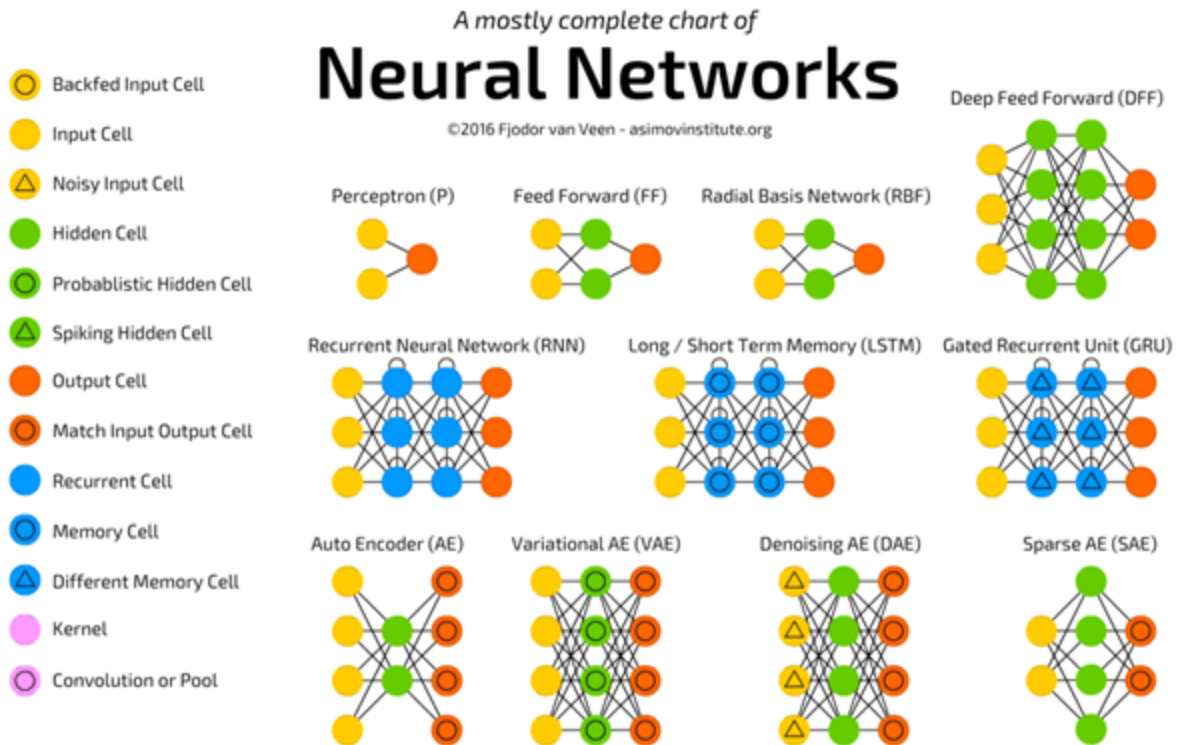 A mostly complete chart of
Neural Networks
©2016 Fjodor van Veen - asimovinstitute.org
Backfed Input Cell
Input Cell
Noisy Input Cell
Hidden Cell
Probablistic Hidden Cell
Spiking Hidden Cell
Output Cell
Match Input Output Cell
Recurrent Cell
Memory Cell
Different Memory Cell
Kernel
Convolution or Pool
Deep Feed Forward (DFF)
Perceptron (P)
Feed Forward (FF)
Radial Basis Network (RBF)
Recurrent Neural Network (RNN)
Long / Short Term Memory (LSTM)
Gated Recurrent Unit (GRU)
Auto Encoder (AE)
Variational AE (VAE)
Denoising AE (DAE)
Sparse AE (SAE)